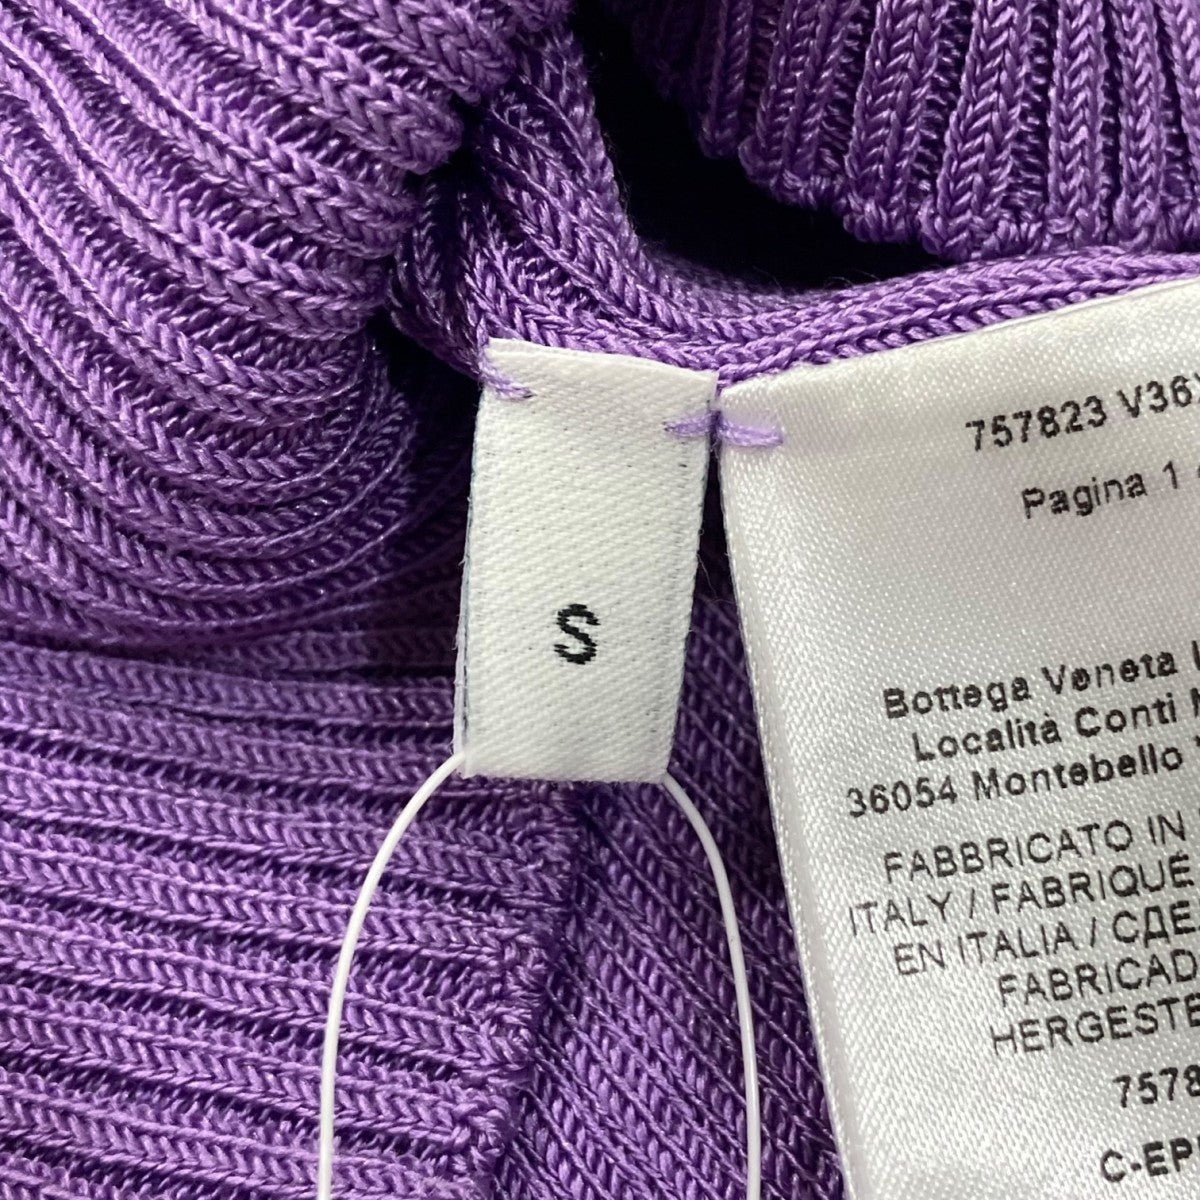 S
757823 V36
Pagina 1
Bottega Veneta
Località Conti
36054 Montebello
FABBRICATO IN
ITALY / FABRIQUÉ
EN ITALIA / СДЕ
FABRICAD
HERGESTE
7578
C-EP